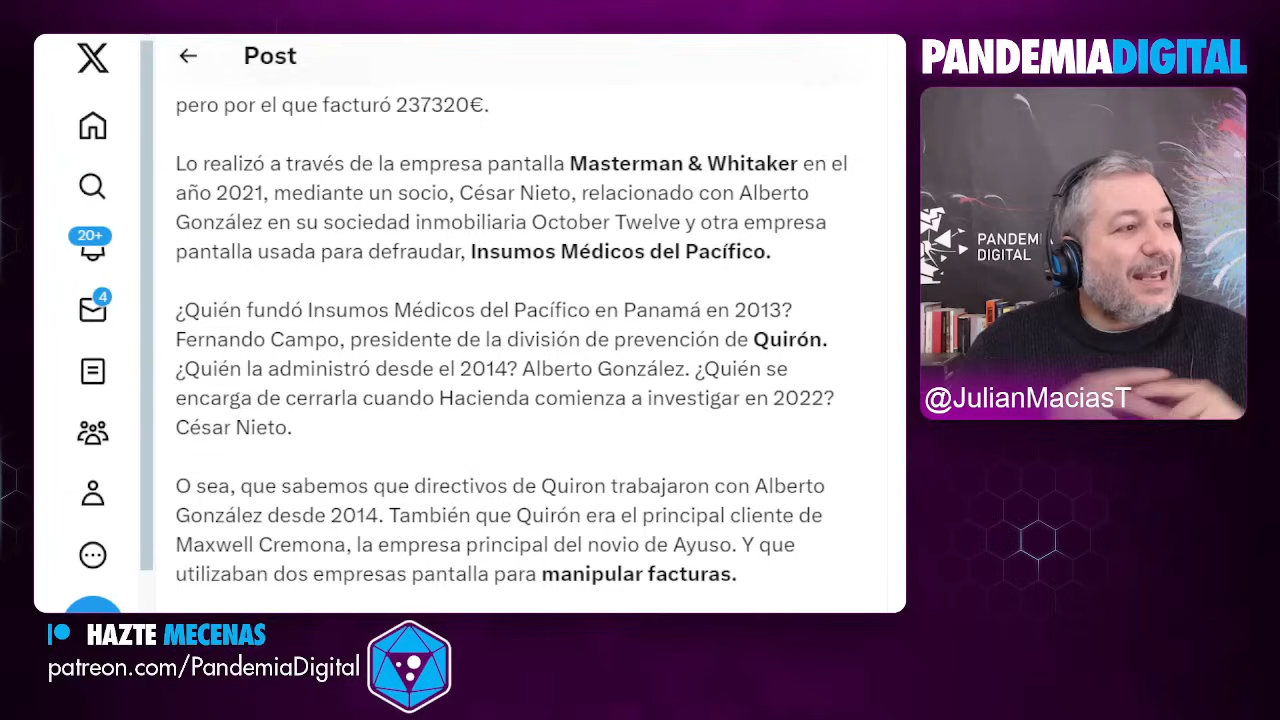 Post
PANDEMIADIGITAL
pero por el que facturó 237320€.
Lo realizó a través de la empresa pantalla Masterman & Whitaker en el
año 2021, mediante un socio, César Nieto, relacionado con Alberto
González en su sociedad inmobiliaria October Twelve y otra empresa
pantalla usada para defraudar, Insumos Médicos del Pacífico.
20+
4
¿Quién fundó Insumos Médicos del Pacífico en Panamá en 2013?
Fernando Campo, presidente de la división de prevención de Quirón.
¿Quién la administró desde el 2014? Alberto González. ¿Quién se
encarga de cerrarla cuando Hacienda comienza a investigar en 2022?
César Nieto.
O sea, que sabemos que directivos de Quiron trabajaron con Alberto
González desde 2014. También que Quirón era el principal cliente de
Maxwell Cremona, la empresa principal del novio de Ayuso. Y que
utilizaban dos empresas pantalla para manipular facturas.
PANDEMI
DIGITAL
@JulianMaciasT
HAZTE MECENAS
patreon.com/PandemiaDigital